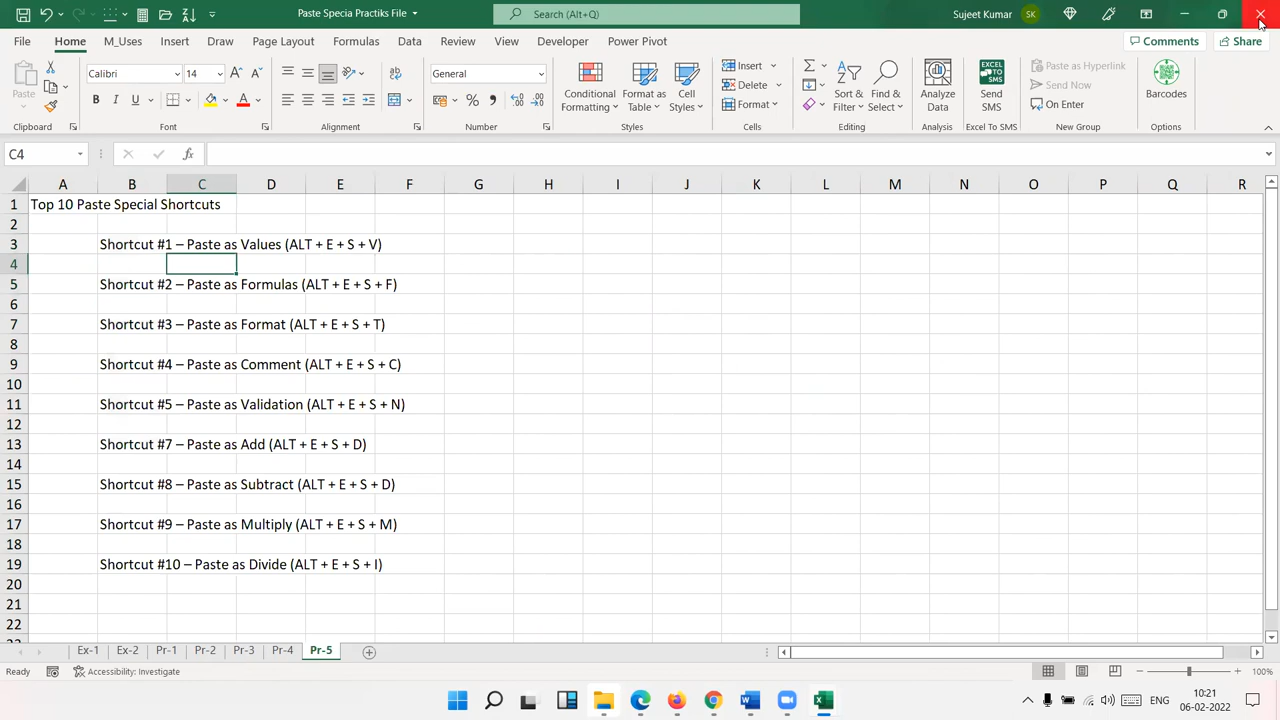 Paste Specia Practiks File
Search (Alt+Q)
Sujeet Kumar
SK
File
Home
M_Uses
Insert
Draw
Page Layout
Formulas
Data
Review
View
Developer
Power Pivot
Comments
Share
Paste
Clipboard
Calibri
14
B I U
A
Font
Alignment
General
Number
Conditional Formatting
Format as Table
Cell Styles
Styles
Insert
Delete
Format
Cells
Sort & Filter
Find & Select
Editing
Analyze Data
Analysis
EXCEL TO SMS
Send SMS
Excel To SMS
Paste as Hyperlink
Send Now
On Enter
New Group
Barcodes
Options
C4
fx
A B C D E F G H I J K L M N O P Q R
1 Top 10 Paste Special Shortcuts
2
3 Shortcut #1 – Paste as Values (ALT + E + S + V)
4
5 Shortcut #2 – Paste as Formulas (ALT + E + S + F)
6
7 Shortcut #3 – Paste as Format (ALT + E + S + T)
8
9 Shortcut #4 – Paste as Comment (ALT + E + S + C)
10
11 Shortcut #5 – Paste as Validation (ALT + E + S + N)
12
13 Shortcut #7 – Paste as Add (ALT + E + S + D)
14
15 Shortcut #8 – Paste as Subtract (ALT + E + S + D)
16
17 Shortcut #9 – Paste as Multiply (ALT + E + S + M)
18
19 Shortcut #10 – Paste as Divide (ALT + E + S + I)
20
21
22
Ex-1 Ex-2 Pr-1 Pr-2 Pr-3 Pr-4 Pr-5
Ready
Accessibility: Investigate
100%
ENG
10:21
06-02-2022